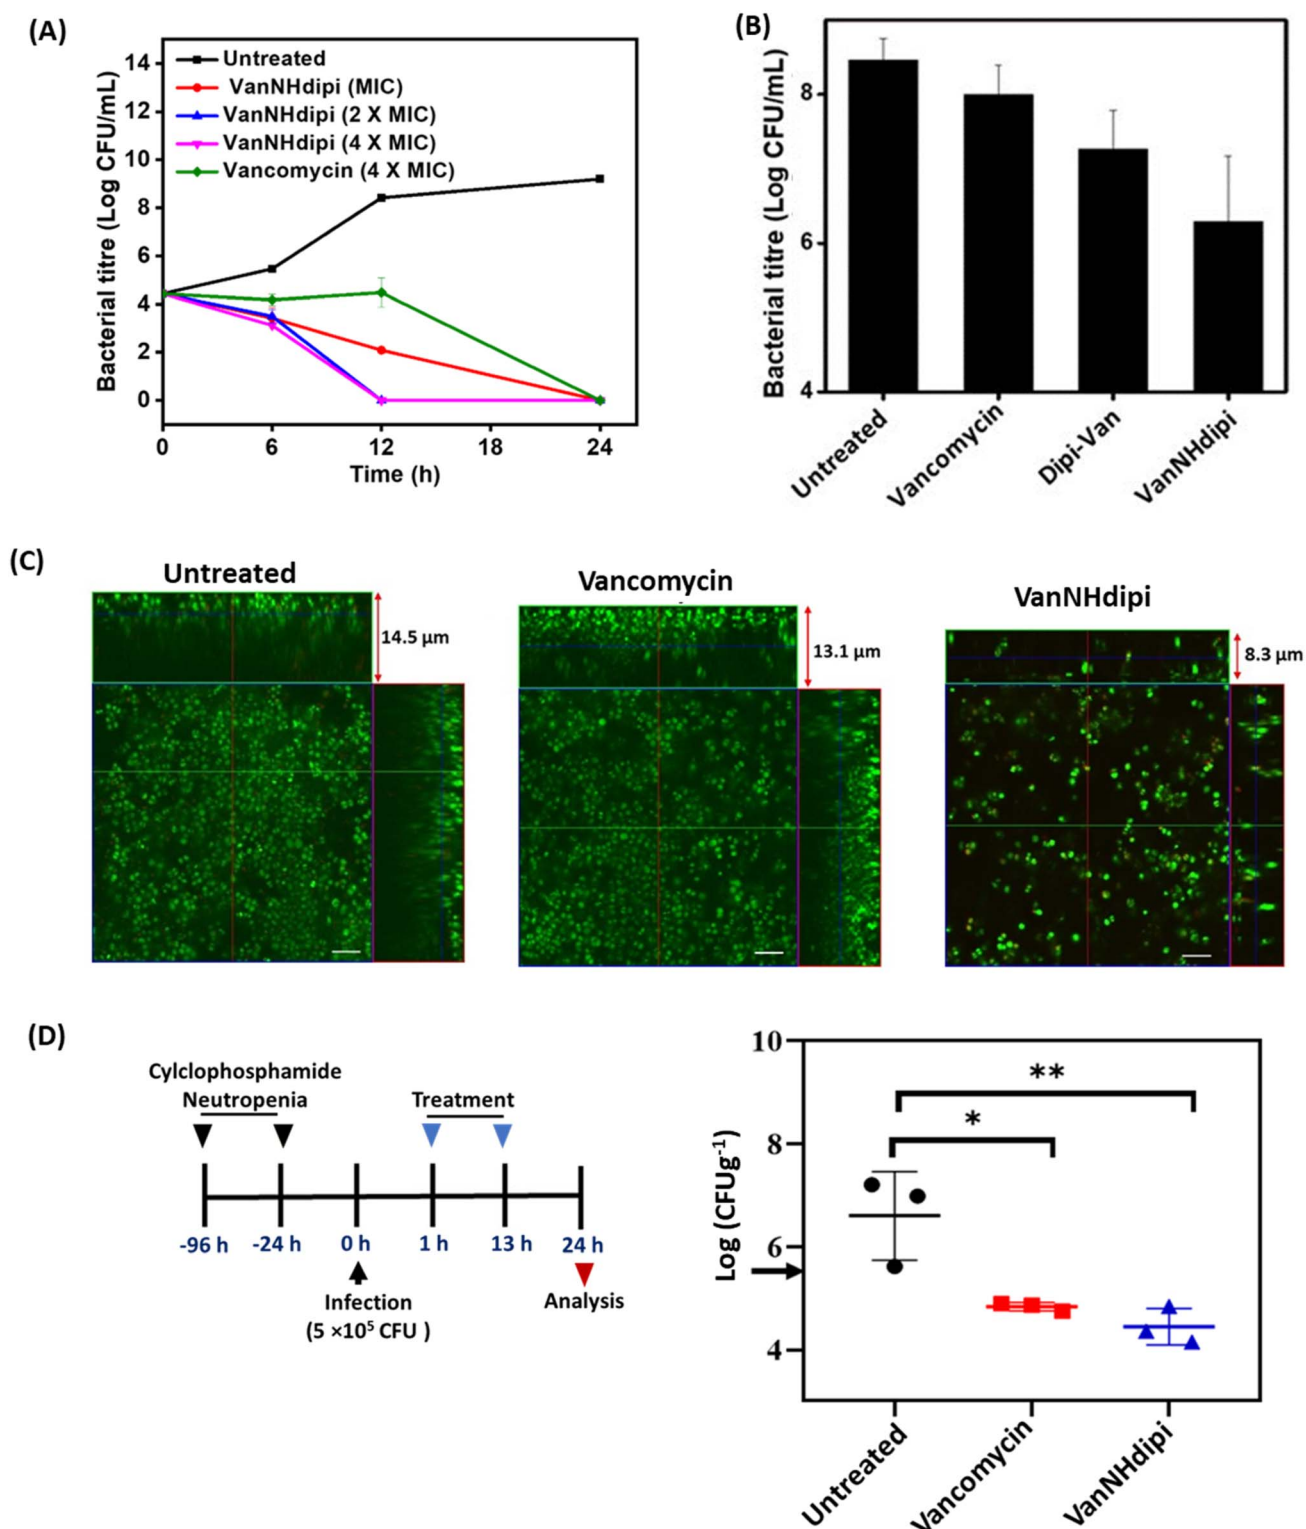 (A)
Bacterial titre (Log CFU/mL)
14
12
10
8
6
4
2
0
Untreated
VanNHdipi (MIC)
VanNHdipi (2 X MIC)
VanNHdipi (4 X MIC)
Vancomycin (4 X MIC)
0
6
12
18
24
Time (h)
(B)
Bacterial titre (Log CFU/mL)
8
6
4
Untreated
Vancomycin
Dipi-Van
VanNHdipi
(C)
Untreated
14.5 µm
Vancomycin
13.1 µm
VanNHdipi
8.3 µm
(D)
Cylclophosphamide
Neutropenia
Treatment
-96 h
-24 h
0 h
1 h
13 h
24 h
Infection
(5 ×10⁵ CFU )
Analysis
Log (CFUg⁻¹)
10
8
6
4
**
*
Untreated
Vancomycin
VanNHdipi